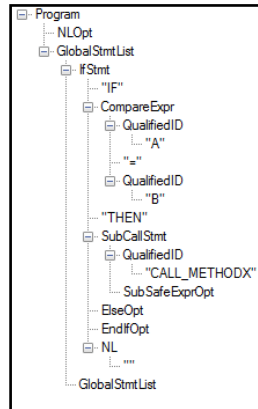 Program
NLOpt
GlobalStmtList
IfStmt
"IF"
CompareExpr
QualifiedID
"A"
"="
QualifiedID
"B"
"THEN"
SubCallStmt
QualifiedID
"CALL_METHODX"
SubSafeExprOpt
ElseOpt
EndIfOpt
NL
""
GlobalStmtList